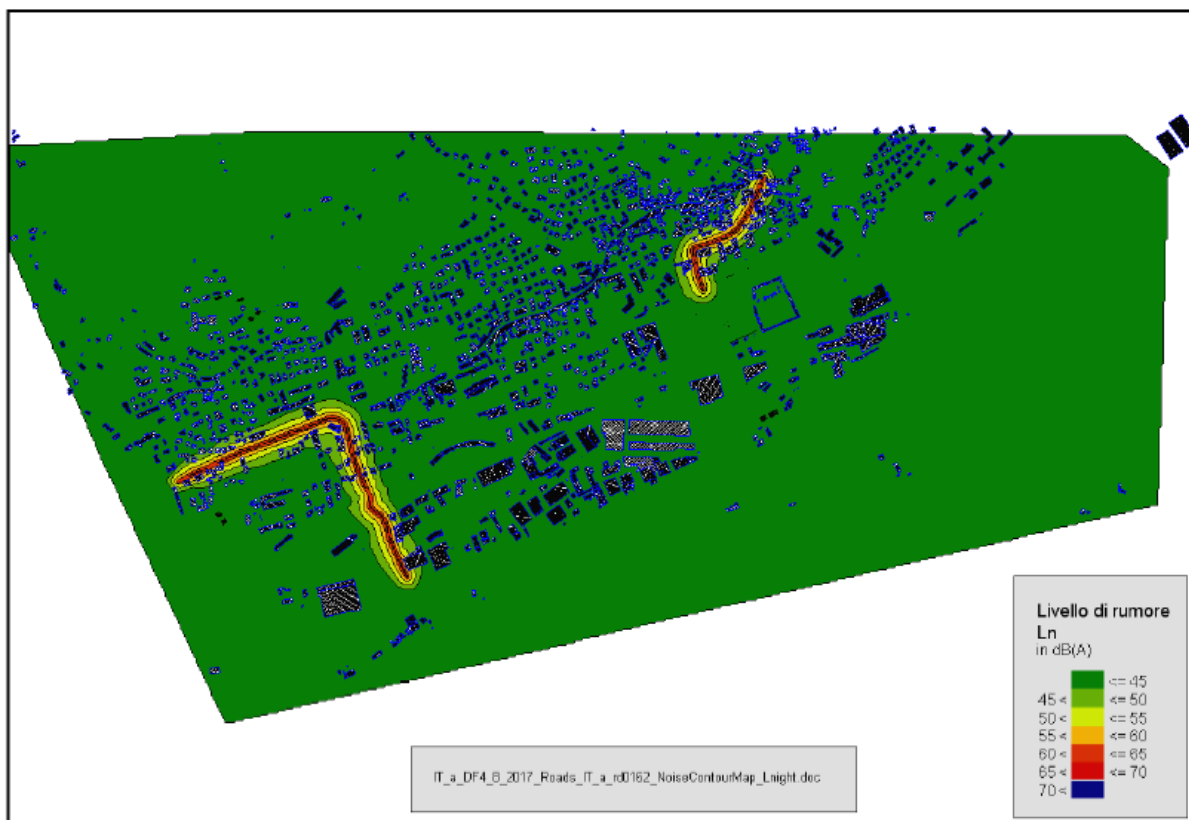 Livello di rumore
Ln
in dB(A)
<= 45
45 < <= 50
50 < <= 55
55 < <= 60
60 < <= 65
65 < <= 70
70 <
IT_a_DF4_8_2017_Roads_IT_a_rd0162_NoiseContourMap_Lnight.doc